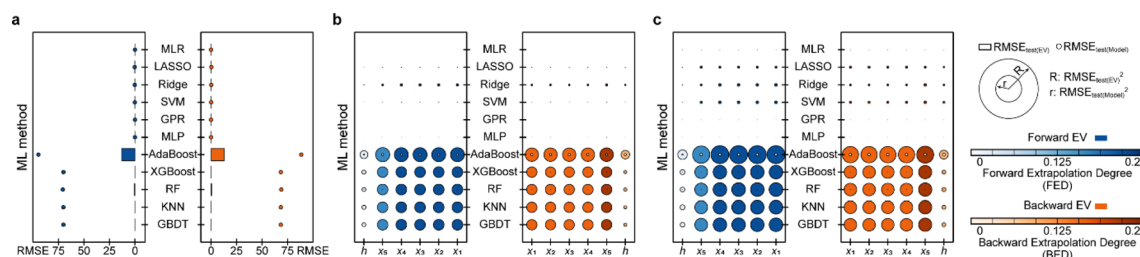 a
b
c
ML method
MLR
LASSO
Ridge
SVM
GPR
MLP
AdaBoost
XGBoost
RF
KNN
GBDT
RMSE 75 50 25 0
0 25 50 75 RMSE
ML method
MLR
LASSO
Ridge
SVM
GPR
MLP
AdaBoost
XGBoost
RF
KNN
GBDT
h x₅ x₄ x₃ x₂ x₁
x₁ x₂ x₃ x₄ x₅ h
ML method
MLR
LASSO
Ridge
SVM
GPR
MLP
AdaBoost
XGBoost
RF
KNN
GBDT
h x₅ x₄ x₃ x₂ x₁
x₁ x₂ x₃ x₄ x₅ h
RMSEtest(EV) RMSEtest(Model)
R
r
R: RMSEtest(EV)²
r: RMSEtest(Model)²
Forward EV
0 0.125 0.2
Forward Extrapolation Degree
(FED)
Backward EV
0 0.125 0.2
Backward Extrapolation Degree
(BED)